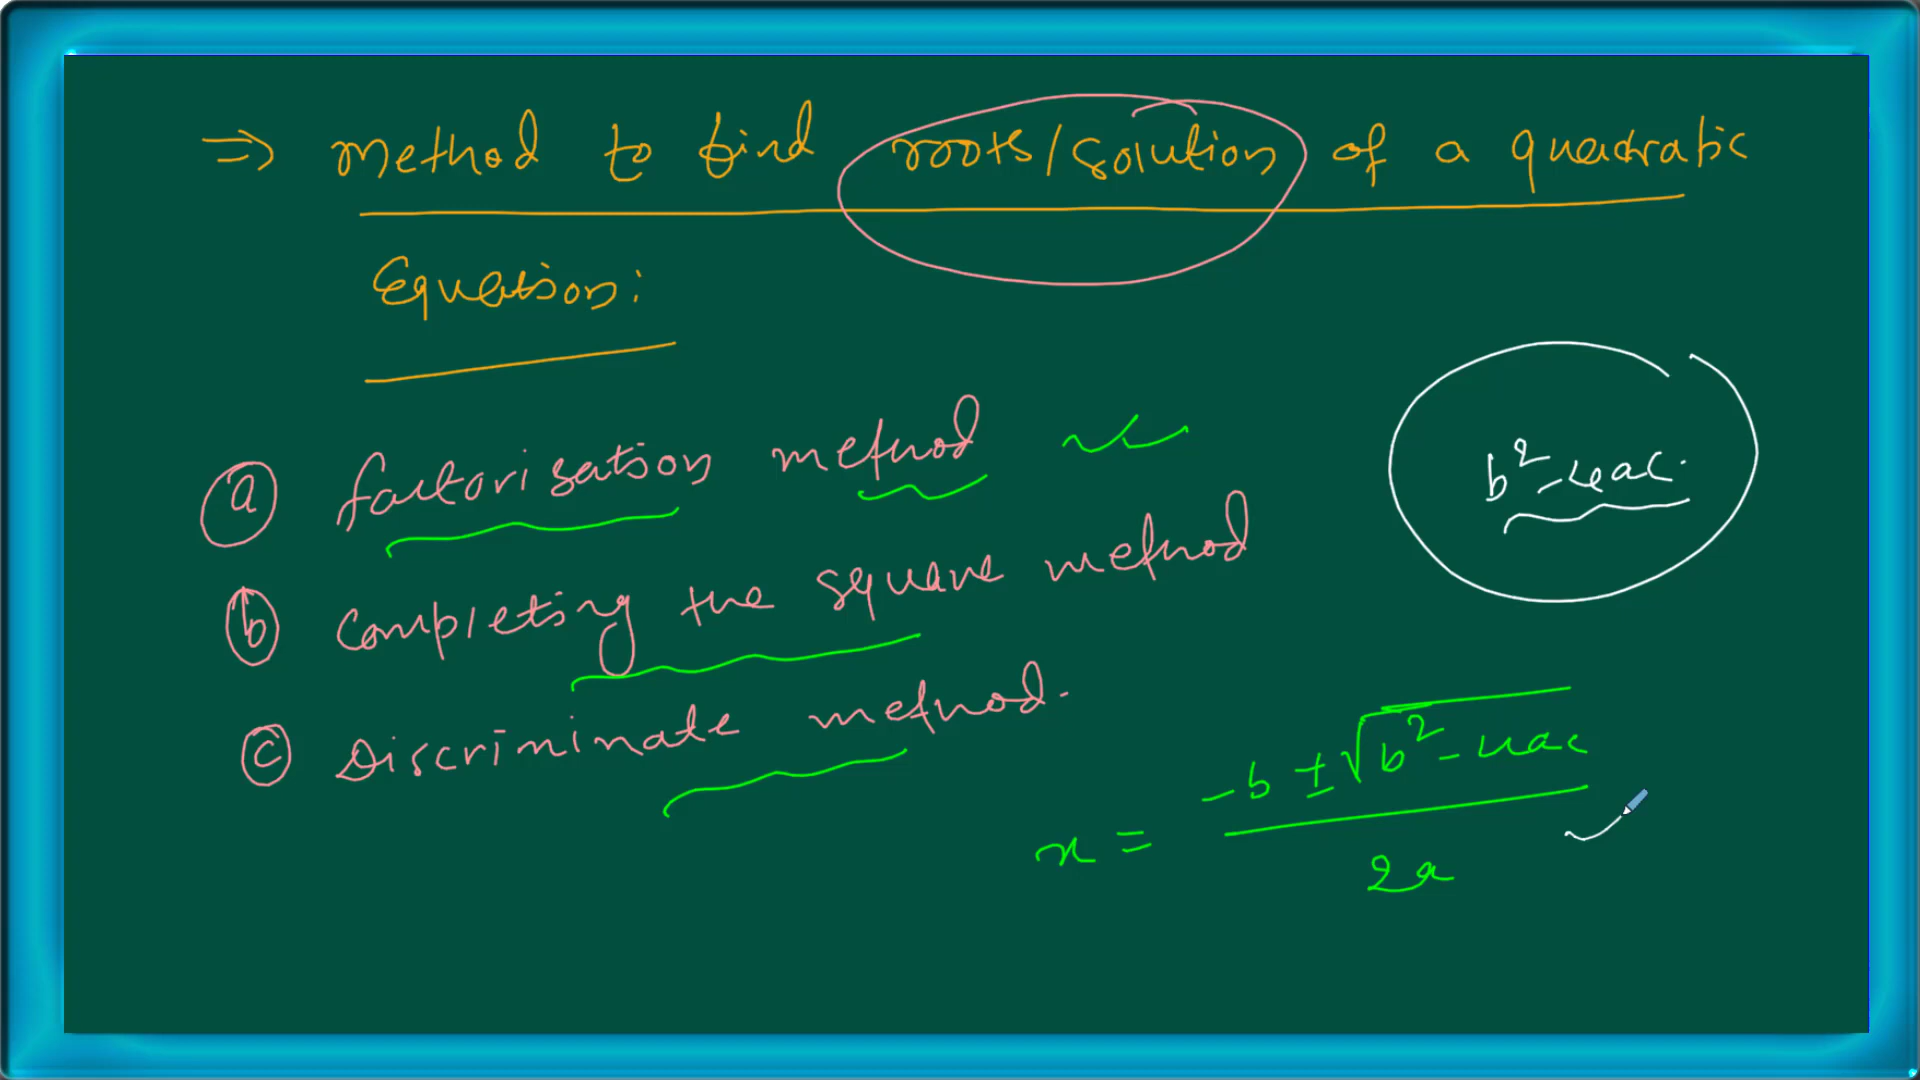 ⇒ method to find roots/solution of a quadratic
Equation:
(a) factorisation method
b² - 4ac.
(b) completing the square method
(c) Discriminate method.
x = (-b ± √(b² - 4ac)) / 2a